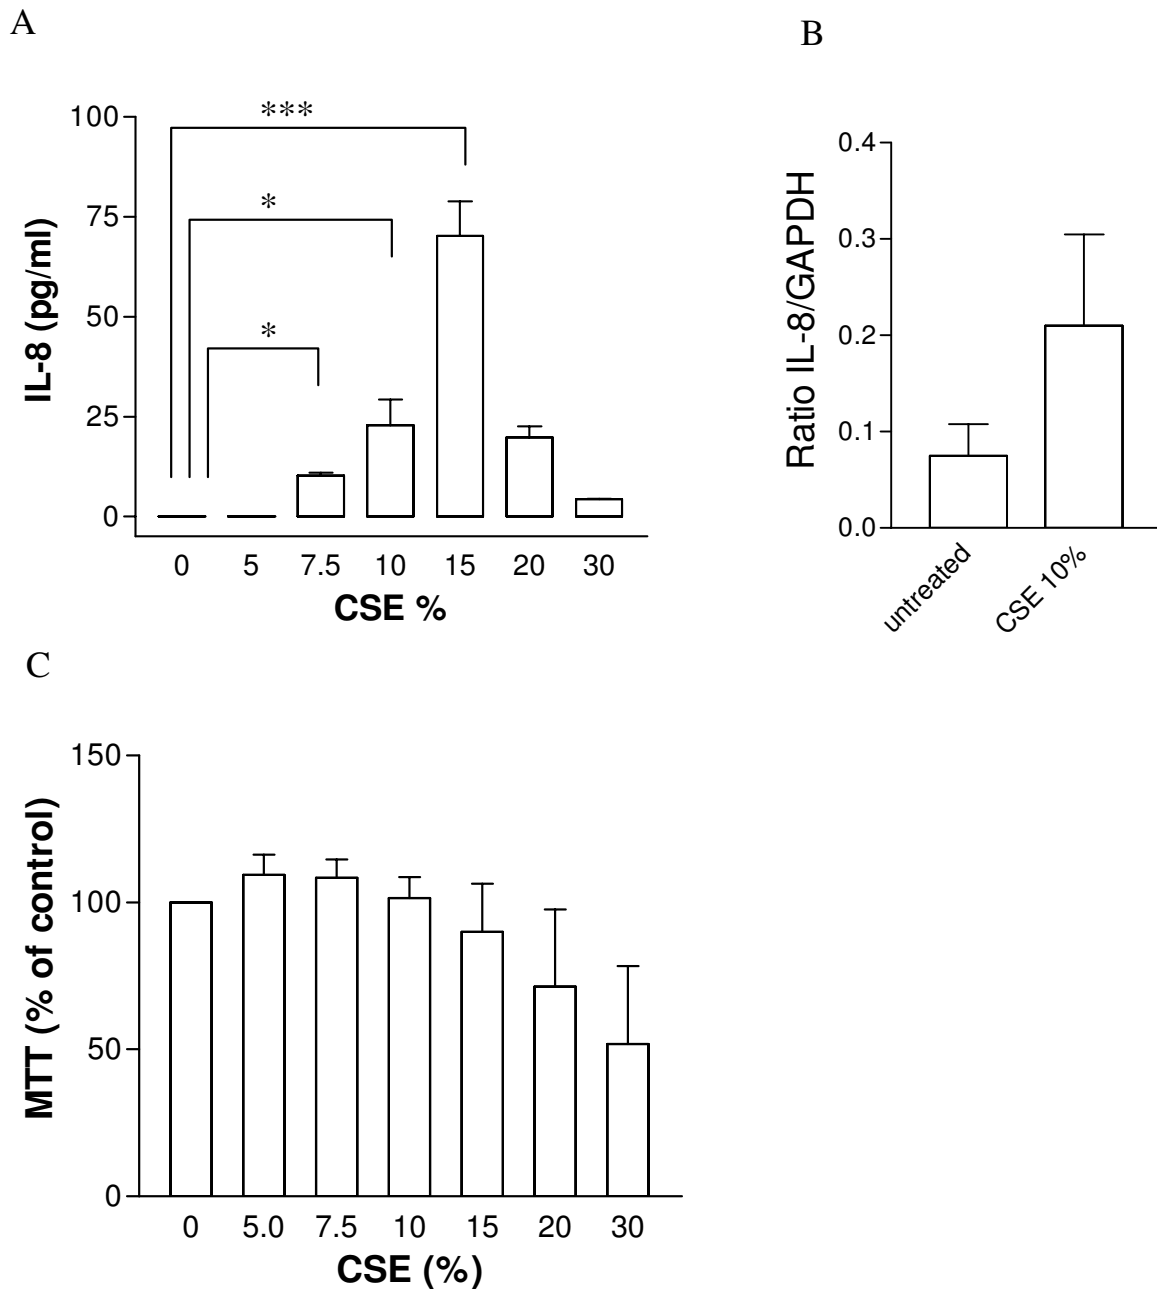 A
B
***
*
*
100
75
50
25
0
IL-8 (pg/ml)
0 5 7.5 10 15 20 30
CSE %
0.4
0.3
0.2
0.1
0.0
Ratio IL-8/GAPDH
untreated
CSE 10%
C
150
100
50
0
MTT (% of control)
0 5.0 7.5 10 15 20 30
CSE (%)